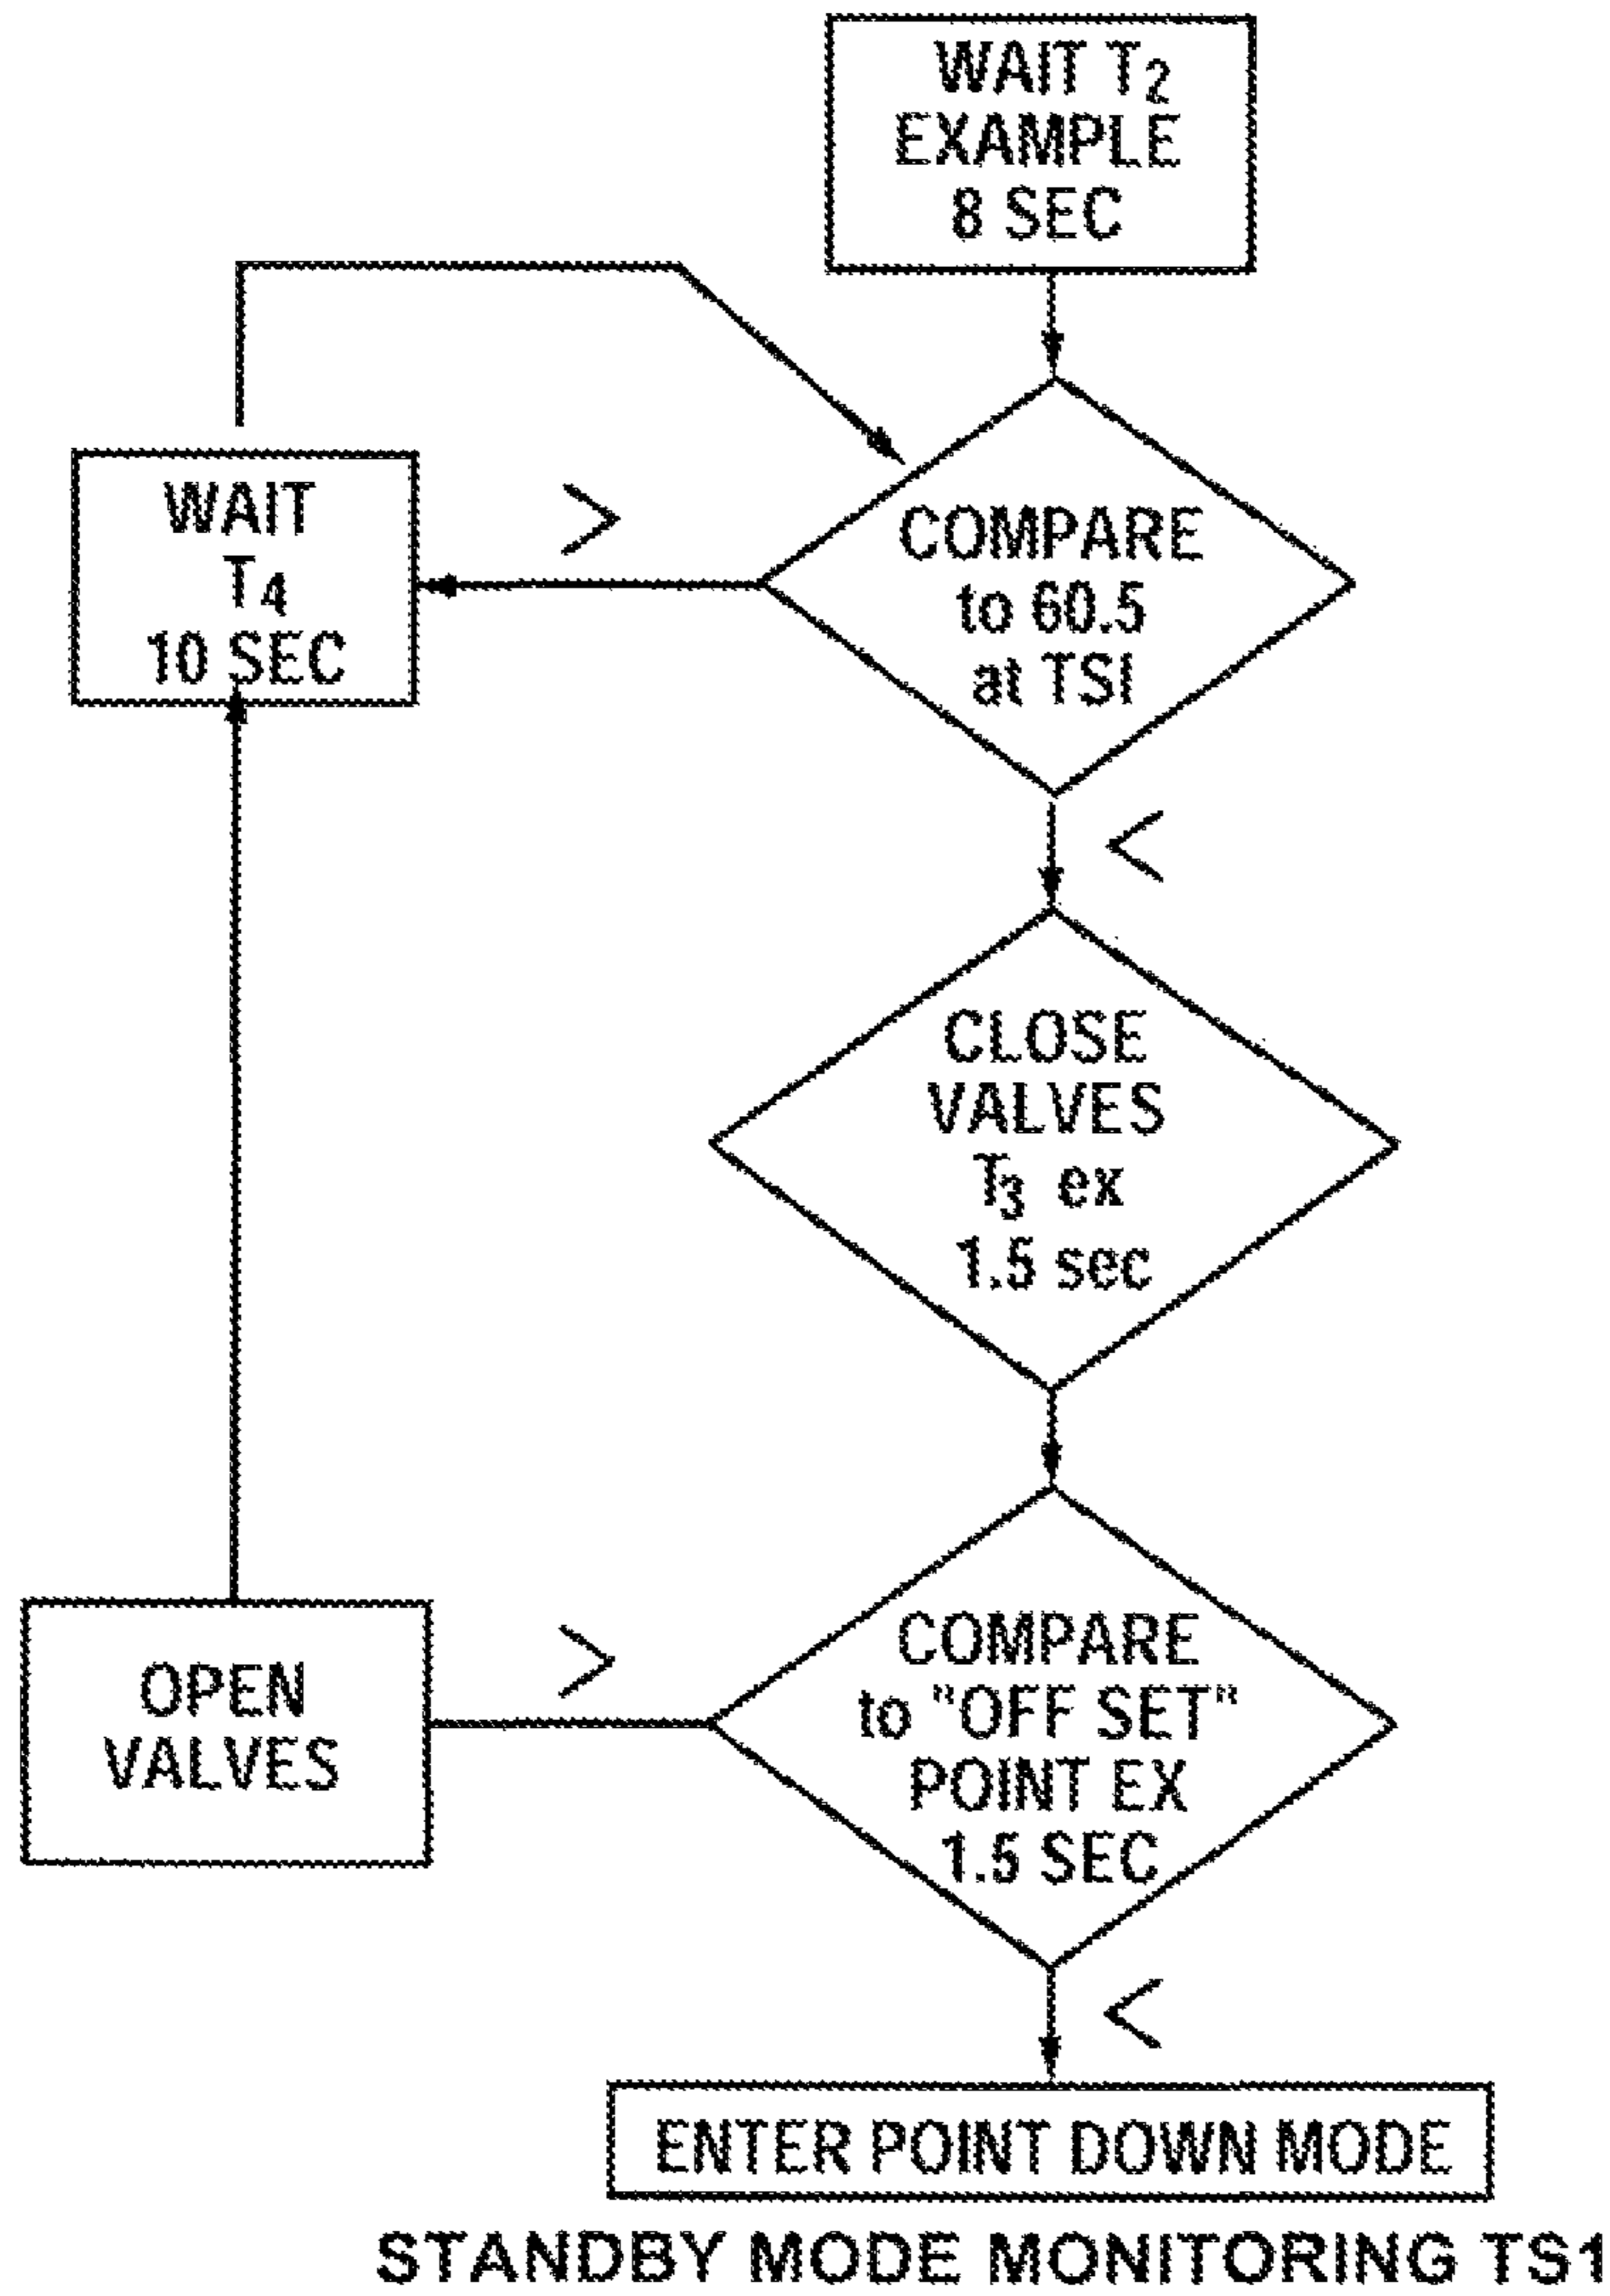 WAIT T2
EXAMPLE
8 SEC
WAIT
T4
10 SEC
>
COMPARE
to 60.5
at TSI
<
CLOSE
VALVES
T3 ex
1.5 sec
OPEN
VALVES
>
COMPARE
to "OFF SET"
POINT EX
1.5 SEC
<
ENTER POINT DOWN MODE
STANDBY MODE MONITORING TS1